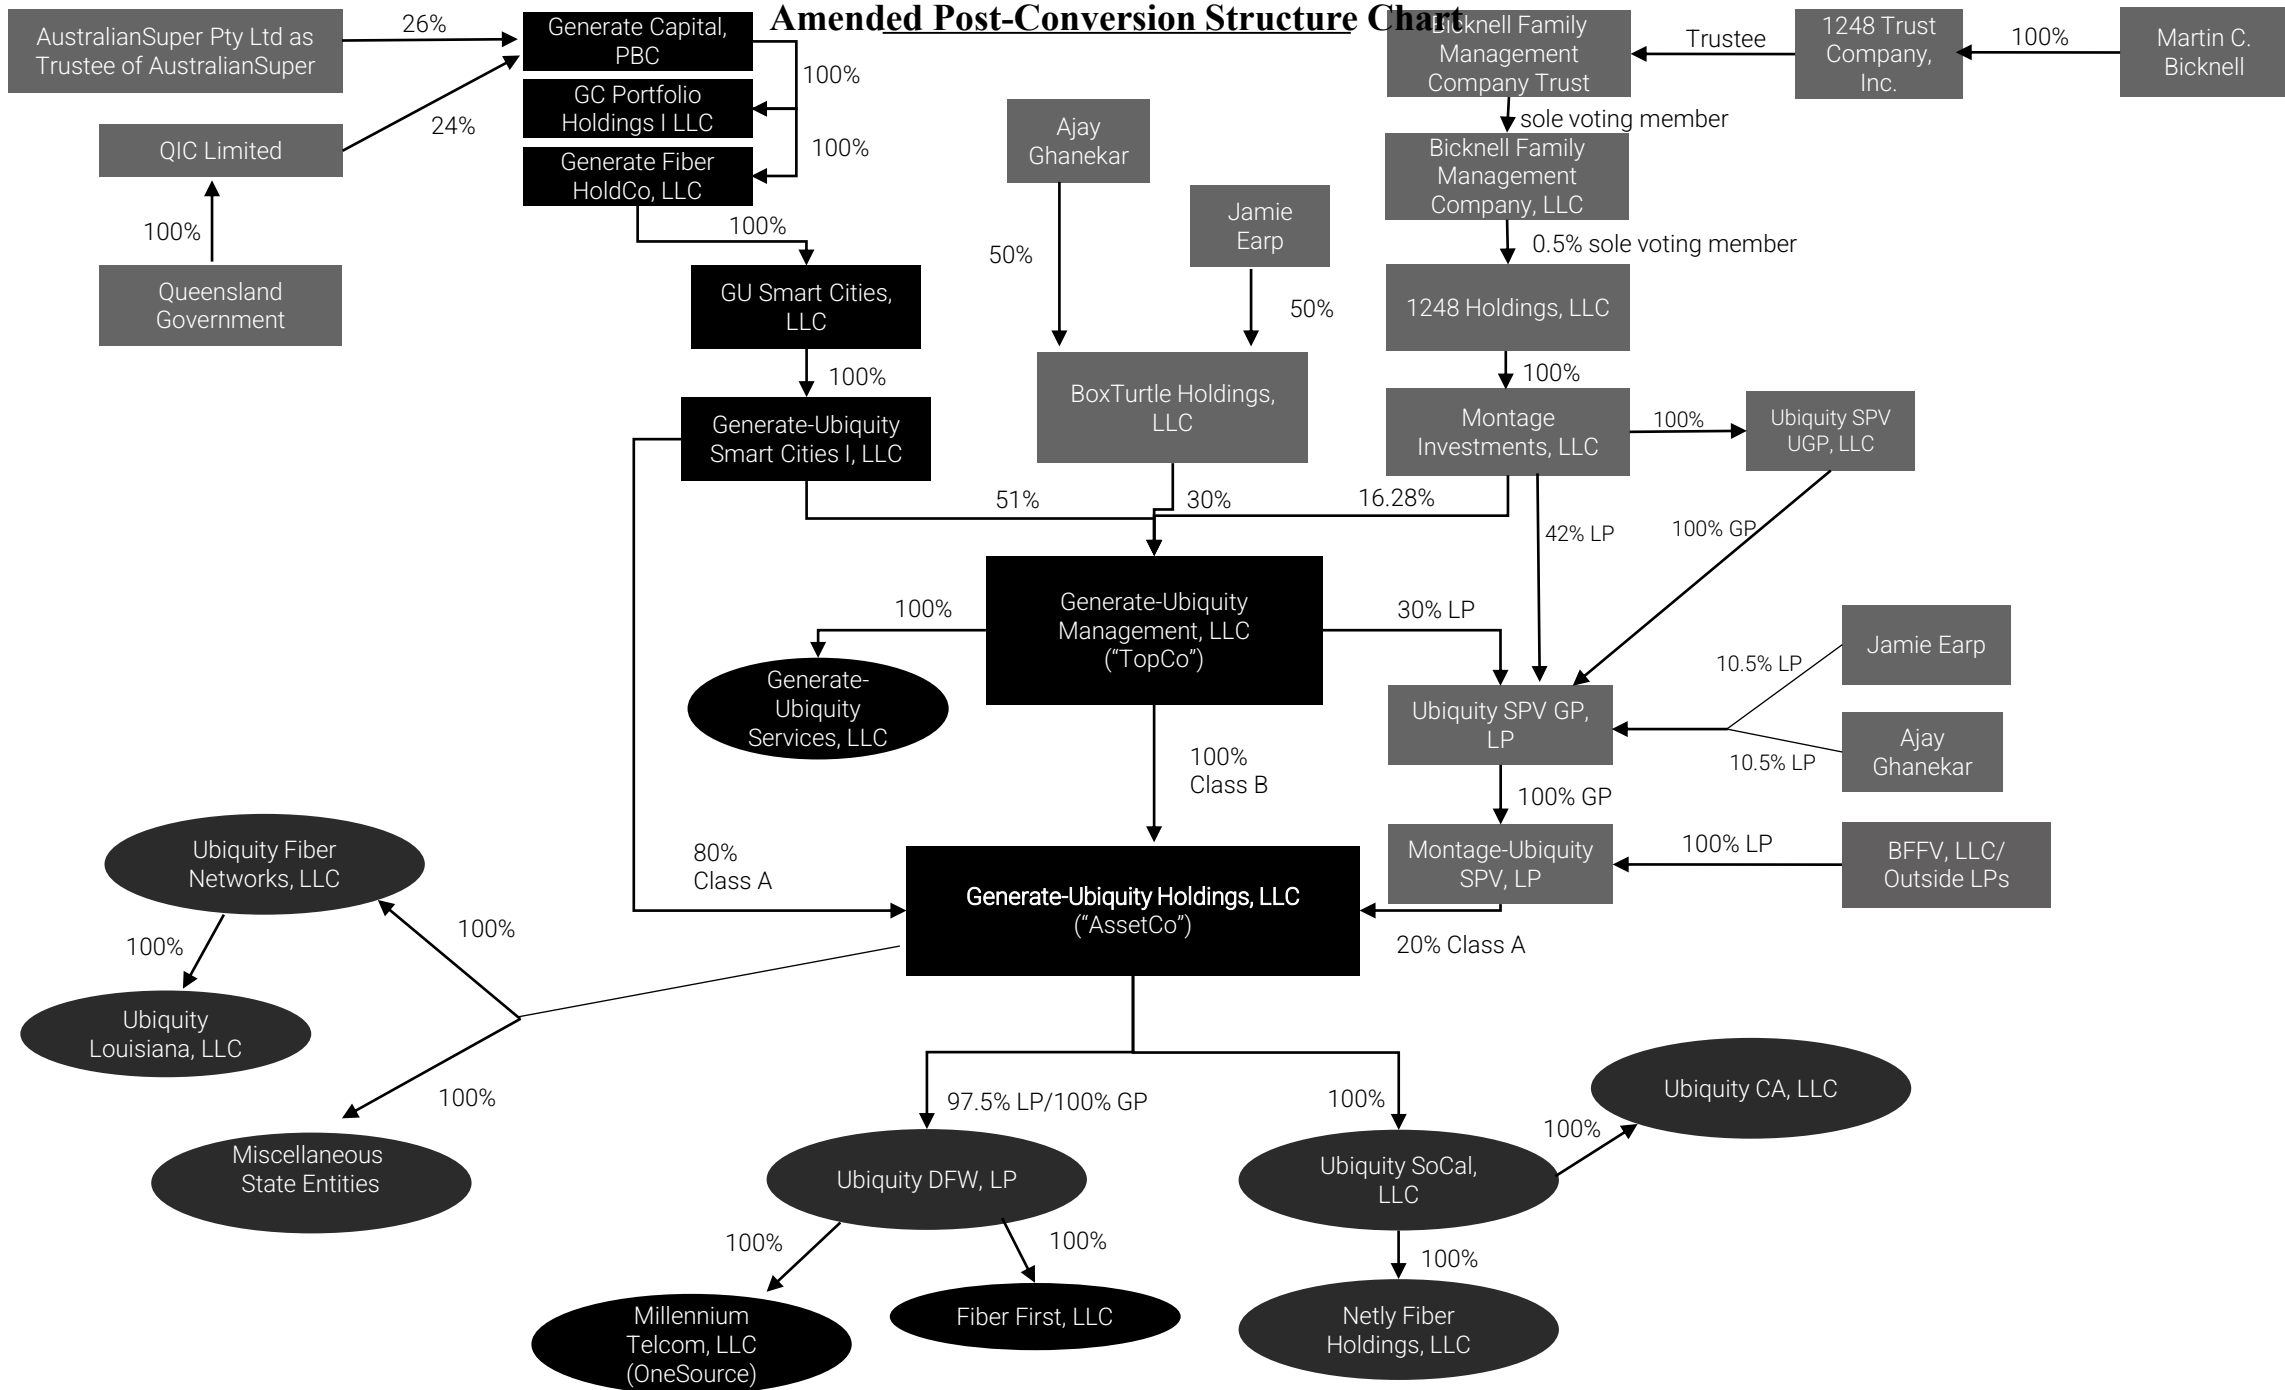 Amended Post-Conversion Structure Chart
AustralianSuper Pty Ltd as
Trustee of AustralianSuper
26%
Generate Capital,
PBC
100%
GC Portfolio
Holdings I LLC
100%
Generate Fiber
HoldCo, LLC
24%
QIC Limited
100%
Queensland
Government
100%
GU Smart Cities,
LLC
100%
Generate-Ubiquity
Smart Cities I, LLC
Ajay
Ghanekar
50%
Jamie
Earp
50%
BoxTurtle Holdings,
LLC
Bicknell Family
Management
Company Trust
Trustee
1248 Trust
Company,
Inc.
100%
Martin C.
Bicknell
sole voting member
Bicknell Family
Management
Company, LLC
0.5% sole voting member
1248 Holdings, LLC
100%
Montage
Investments, LLC
100%
Ubiquity SPV
UGP, LLC
51%
30%
16.28%
42% LP
100% GP
Generate-Ubiquity
Management, LLC
(“TopCo”)
100%
Generate-
Ubiquity
Services, LLC
30% LP
Jamie Earp
10.5% LP
Ubiquity SPV GP,
LP
Ajay
Ghanekar
10.5% LP
100%
Class B
100% GP
80%
Class A
Generate-Ubiquity Holdings, LLC
(“AssetCo”)
Montage-Ubiquity
SPV, LP
100% LP
BFFV, LLC/
Outside LPs
20% Class A
Ubiquity Fiber
Networks, LLC
100%
100%
Ubiquity
Louisiana, LLC
100%
Miscellaneous
State Entities
97.5% LP/100% GP
100%
Ubiquity DFW, LP
Ubiquity SoCal,
LLC
100%
Ubiquity CA, LLC
100%
100%
100%
Millennium
Telcom, LLC
(OneSource)
Fiber First, LLC
Netly Fiber
Holdings, LLC